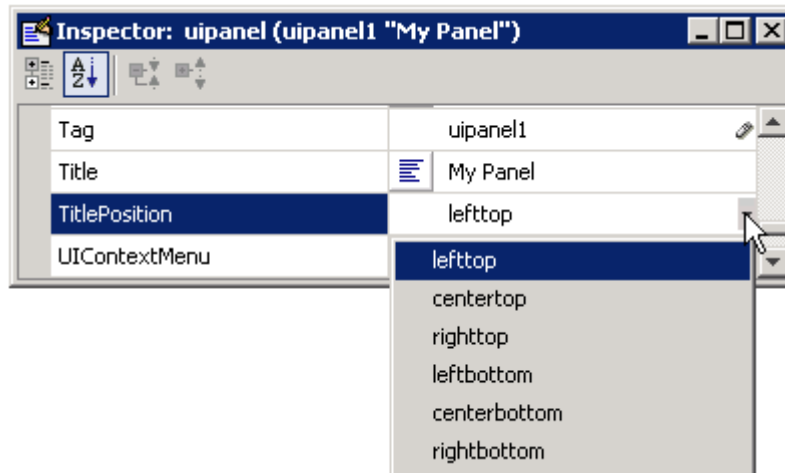 Inspector: uipanel (uipanel1 "My Panel")
A
Z
Tag uipanel1
Title My Panel
TitlePosition lefttop
UIContextMenu
lefttop
centertop
righttop
leftbottom
centerbottom
rightbottom